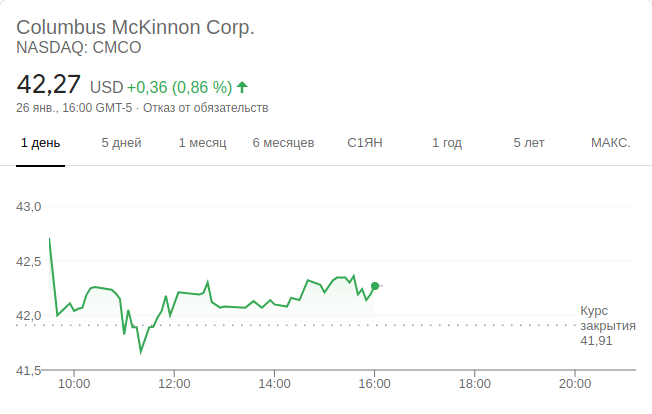 Columbus McKinnon Corp.
NASDAQ: CMCO
42,27 USD +0,36 (0,86 %)
26 янв., 16:00 GMT-5 · Отказ от обязательств
1 день 5 дней 1 месяц 6 месяцев С1ЯН 1 год 5 лет МАКС.
43,0
42,5
42,0
Курс
закрытия
41,91
41,5
10:00 12:00 14:00 16:00 18:00 20:00